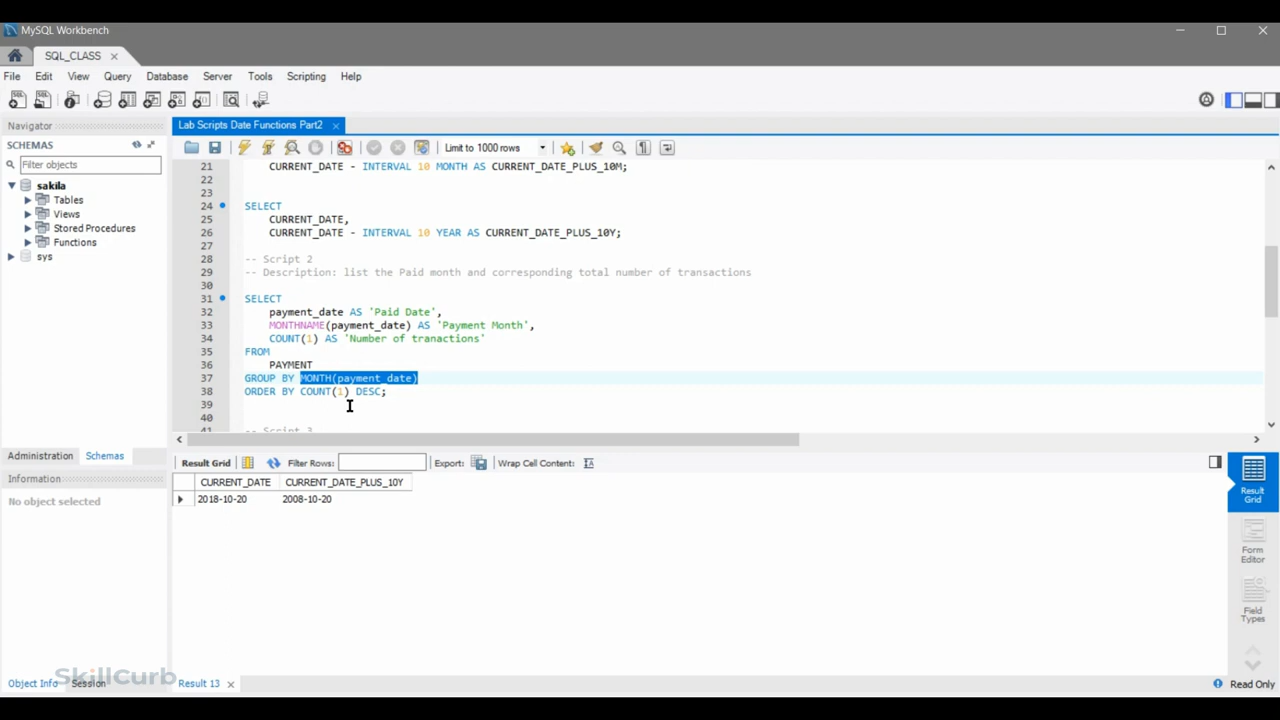 MySQL Workbench
SQL_CLASS
File Edit View Query Database Server Tools Scripting Help
Navigator
SCHEMAS
Filter objects
sakila
Tables
Views
Stored Procedures
Functions
sys
Administration Schemas
Information
No object selected
Object Info Session
SkillCurb
Lab Scripts Date Functions Part2
Limit to 1000 rows
21 CURRENT_DATE - INTERVAL 10 MONTH AS CURRENT_DATE_PLUS_10M;
22
23
24 SELECT
25 CURRENT_DATE,
26 CURRENT_DATE - INTERVAL 10 YEAR AS CURRENT_DATE_PLUS_10Y;
27
28 -- Script 2
29 -- Description: list the Paid month and corresponding total number of transactions
30
31 SELECT
32 payment_date AS 'Paid Date',
33 MONTHNAME(payment_date) AS 'Payment Month',
34 COUNT(1) AS 'Number of tranactions'
35 FROM
36 PAYMENT
37 GROUP BY MONTH(payment_date)
38 ORDER BY COUNT(1) DESC;
39
40
41 -- Script 3
Result Grid Filter Rows: Export: Wrap Cell Content:
CURRENT_DATE CURRENT_DATE_PLUS_10Y
2018-10-20 2008-10-20
Result Grid
Form Editor
Field Types
Result 13
Read Only